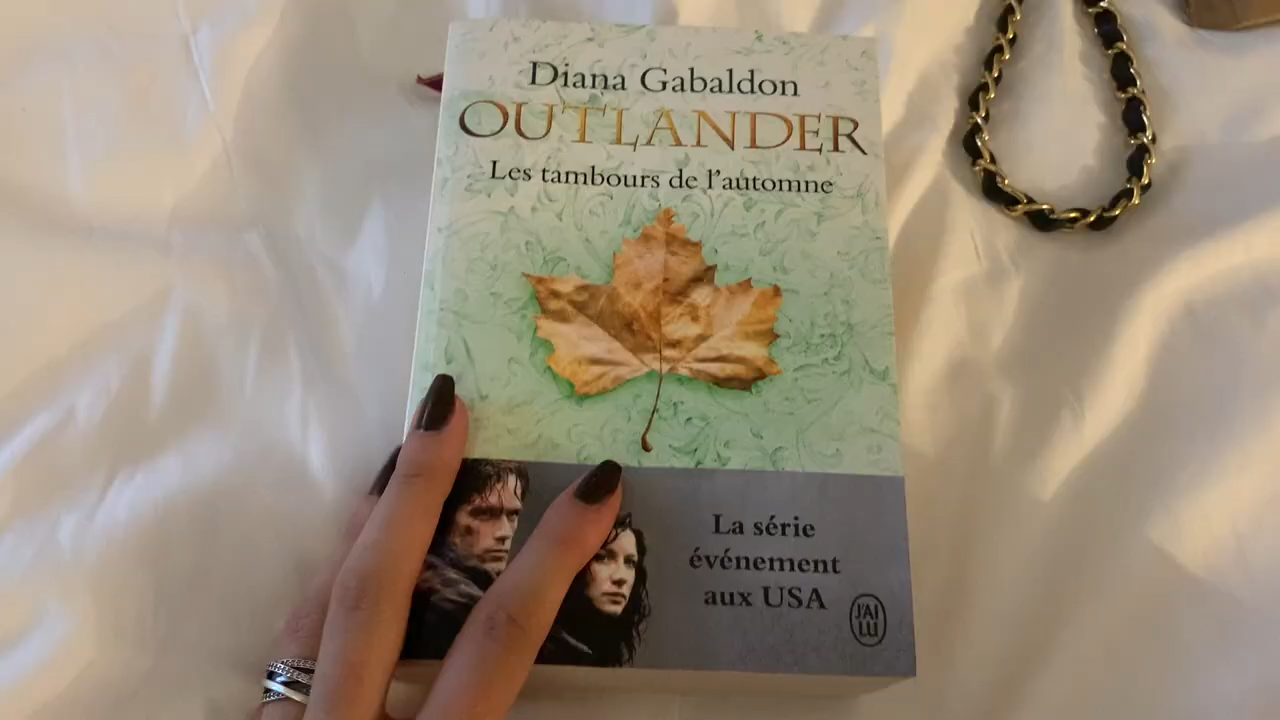 Diana Gabaldon
OUTLANDER
Les tambours de l'automne
La série
événement
aux USA
J'AI
LU